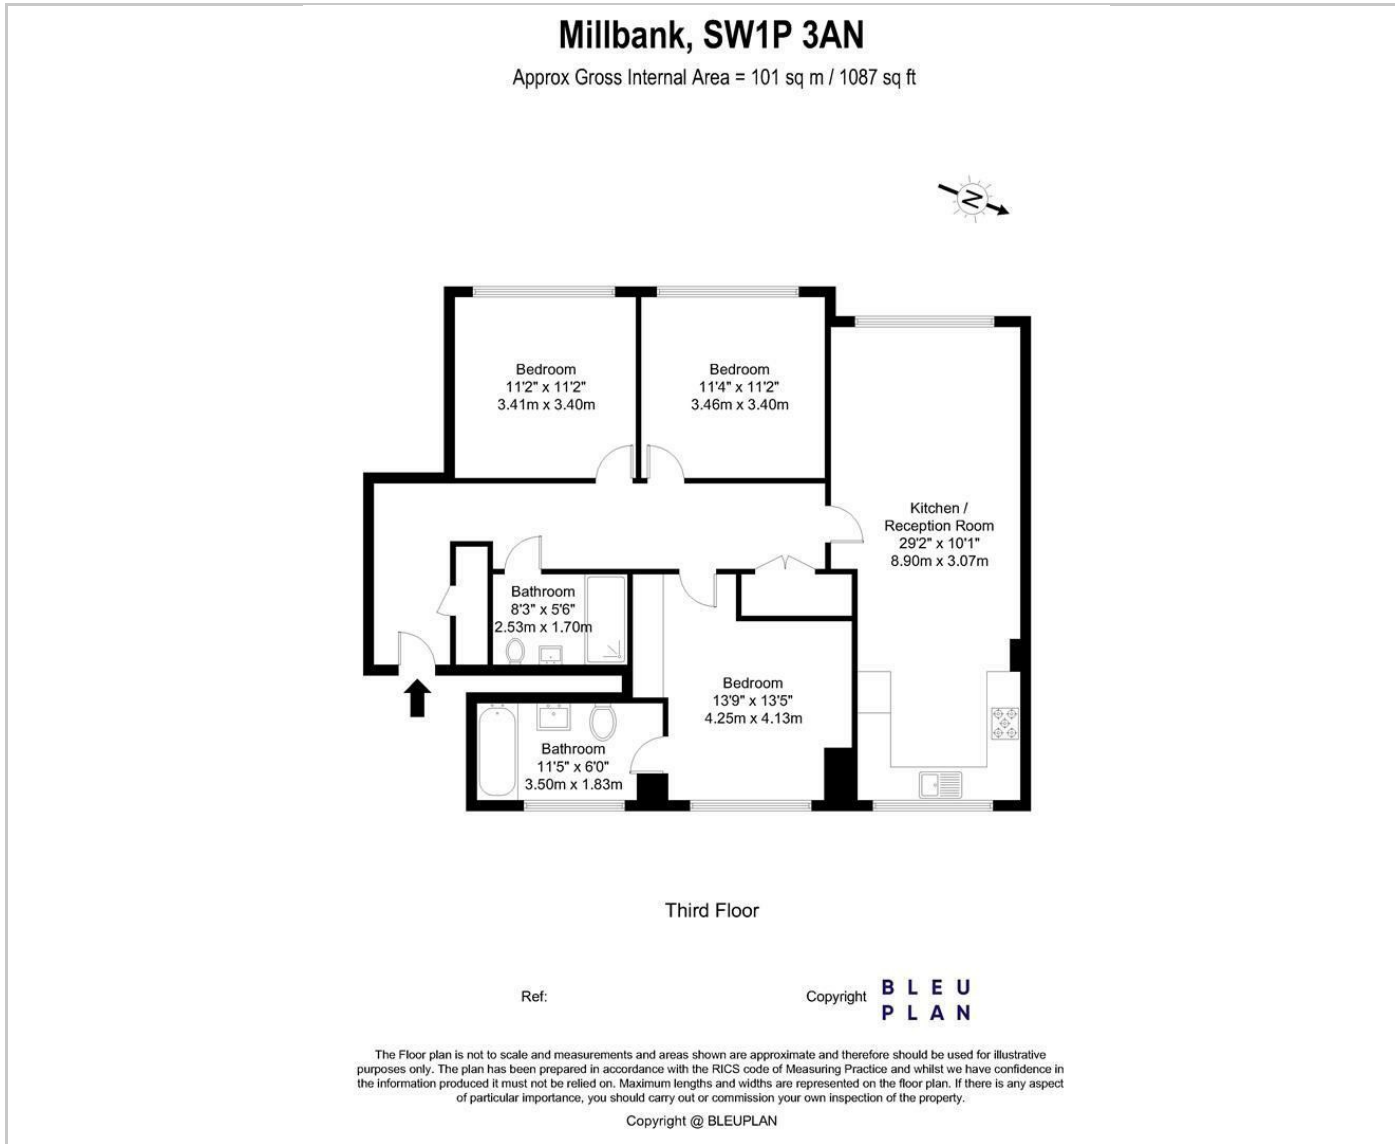 Millbank, SW1P 3AN
Approx Gross Internal Area = 101 sq m / 1087 sq ft
N
Bedroom
11'2" x 11'2"
3.41m x 3.40m
Bedroom
11'4" x 11'2"
3.46m x 3.40m
Kitchen /
Reception Room
29'2" x 10'1"
8.90m x 3.07m
Bathroom
8'3" x 5'6"
2.53m x 1.70m
Bedroom
13'9" x 13'5"
4.25m x 4.13m
Bathroom
11'5" x 6'0"
3.50m x 1.83m
Third Floor
Ref:
Copyright
BLEU
PLAN
The Floor plan is not to scale and measurements and areas shown are approximate and therefore should be used for illustrative
purposes only. The plan has been prepared in accordance with the RICS code of Measuring Practice and whilst we have confidence in
the information produced it must not be relied on. Maximum lengths and widths are represented on the floor plan. If there is any aspect
of particular importance, you should carry out or commission your own inspection of the property.
Copyright @ BLEUPLAN